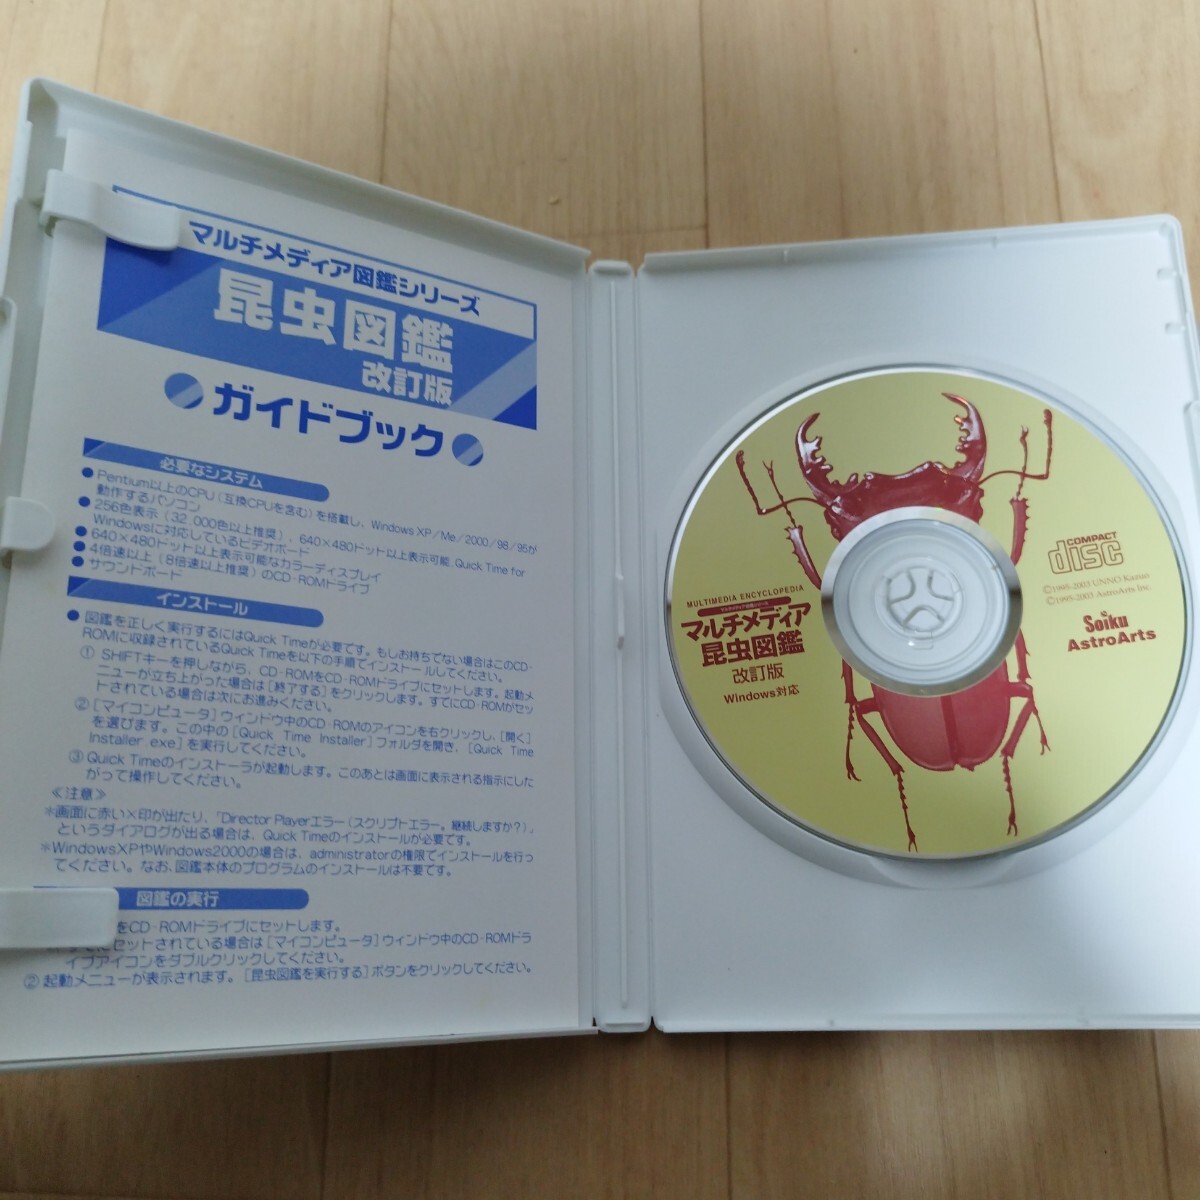 マルチメディア図鑑シリーズ
昆虫図鑑
改訂版
ガイドブック
必要なシステム
● Pentium以上のCPU（互換CPUを含む）を搭載し、Windows XP／Me／2000／98／95が
動作するパソコン
● 256色表示（32,000色以上推奨）、640×480ドット以上表示可能、Quick Time for
Windowsに対応しているビデオボード
● 640×480ドット以上表示可能なカラーディスプレイ
● 4倍速以上（8倍速以上推奨）のCD-ROMドライブ
● サウンドボード
インストール
● 図鑑を正しく実行するにはQuick Timeが必要です。もしお持ちでない場合はこのCD-
ROMに収録されているQuick Timeを以下の手順でインストールしてください。
① SHIFTキーを押しながら、CD-ROMをCD-ROMドライブにセットします。起動メ
ニューが立ち上がった場合は［終了する］をクリックします。すでにCD-ROMがセッ
トされている場合は次にお進みください。
②［マイコンピュータ］ウィンドウ中のCD-ROMのアイコンを右クリックし、［開く］
を選びます。この中の［Quick Time Installer］フォルダを開き、［Quick Time
Installer.exe］を実行してください。
③ Quick Timeのインストーラが起動します。このあとは画面に表示される指示にした
がって操作してください。
≪注意≫
＊画面に赤い×印が出たり、「Director Playerエラー（スクリプトエラー。継続しますか？）」
というダイアログが出る場合は、Quick Timeのインストールが必要です。
＊WindowsXPやWindows2000の場合は、administratorの権限でインストールを行っ
てください。なお、図鑑本体のプログラムのインストールは不要です。
図鑑の実行
をCD-ROMドライブにセットします。
にセットされている場合は［マイコンピュータ］ウィンドウ中のCD-ROMドラ
イブアイコンをダブルクリックしてください。
② 起動メニューが表示されます。［昆虫図鑑を実行する］ボタンをクリックしてください。
MULTIMEDIA ENCYCLOPEDIA
マルチメディア図鑑シリーズ
マルチメディア
昆虫図鑑
改訂版
Windows対応
COMPACT
disc
©1995-2003 UNNO Kazuo
©1995-2003 AstroArts Inc.
Seiku
AstroArts